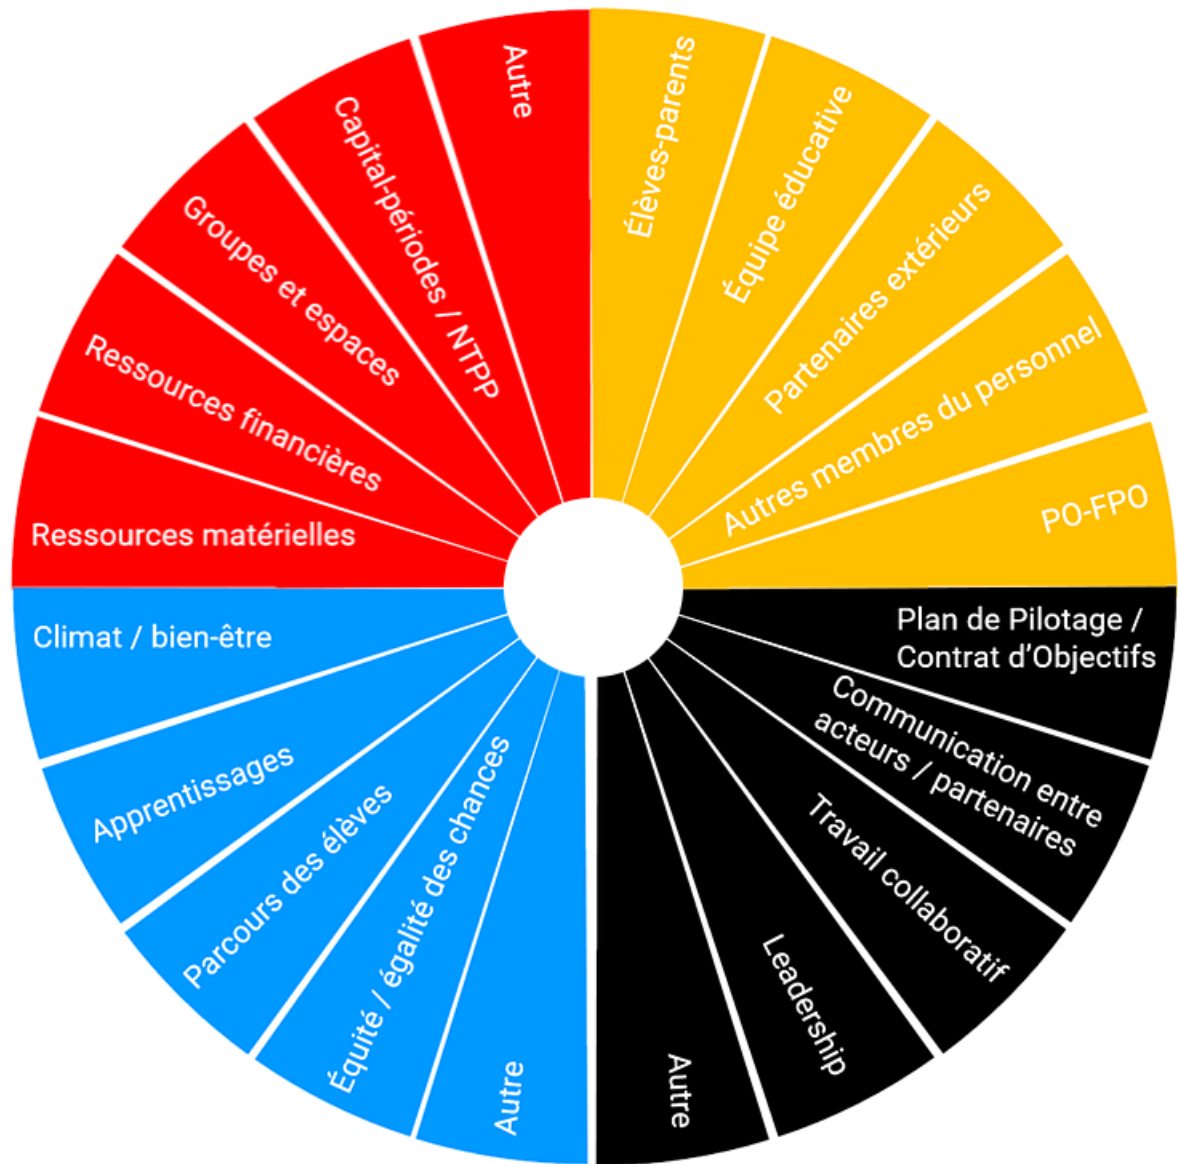 Élèves-parents
Équipe éducative
Partenaires extérieurs
Autres membres du personnel
PO-FPO
Plan de Pilotage /
Contrat d’Objectifs
Communication entre
acteurs / partenaires
Travail collaboratif
Leadership
Autre
Autre
Équité / égalité des chances
Parcours des élèves
Apprentissages
Climat / bien-être
Ressources matérielles
Ressources financières
Groupes et espaces
Capital-périodes / NTPP
Autre